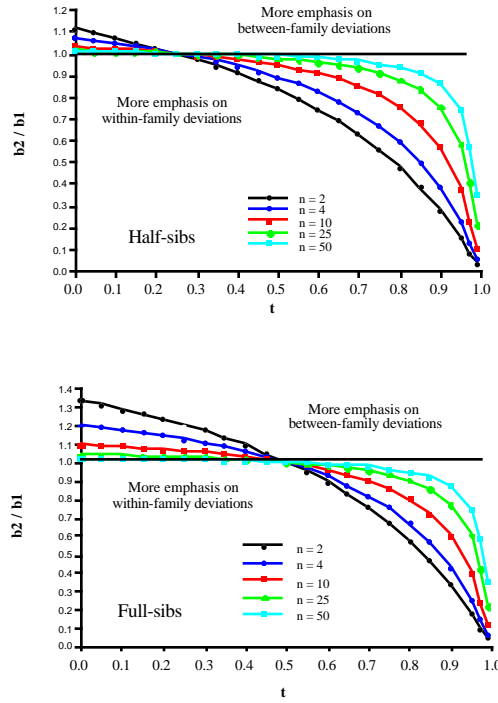 More emphasis on
between-family deviations
1.2
1.1
1.0
0.9
0.8
0.7
0.6
0.5
0.4
0.3
0.2
0.1
0.0
b2 / b1
More emphasis on
within-family deviations
n = 2
n = 4
n = 10
n = 25
n = 50
Half-sibs
0.0 0.1 0.2 0.3 0.4 0.5 0.6 0.7 0.8 0.9 1.0
t
1.4
1.3
1.2
1.1
1.0
0.9
0.8
0.7
0.6
0.5
0.4
0.3
0.2
0.1
0.0
b2 / b1
More emphasis on
between-family deviations
More emphasis on
within-family deviations
n = 2
n = 4
n = 10
n = 25
n = 50
Full-sibs
0.0 0.1 0.2 0.3 0.4 0.5 0.6 0.7 0.8 0.9 1.0
t